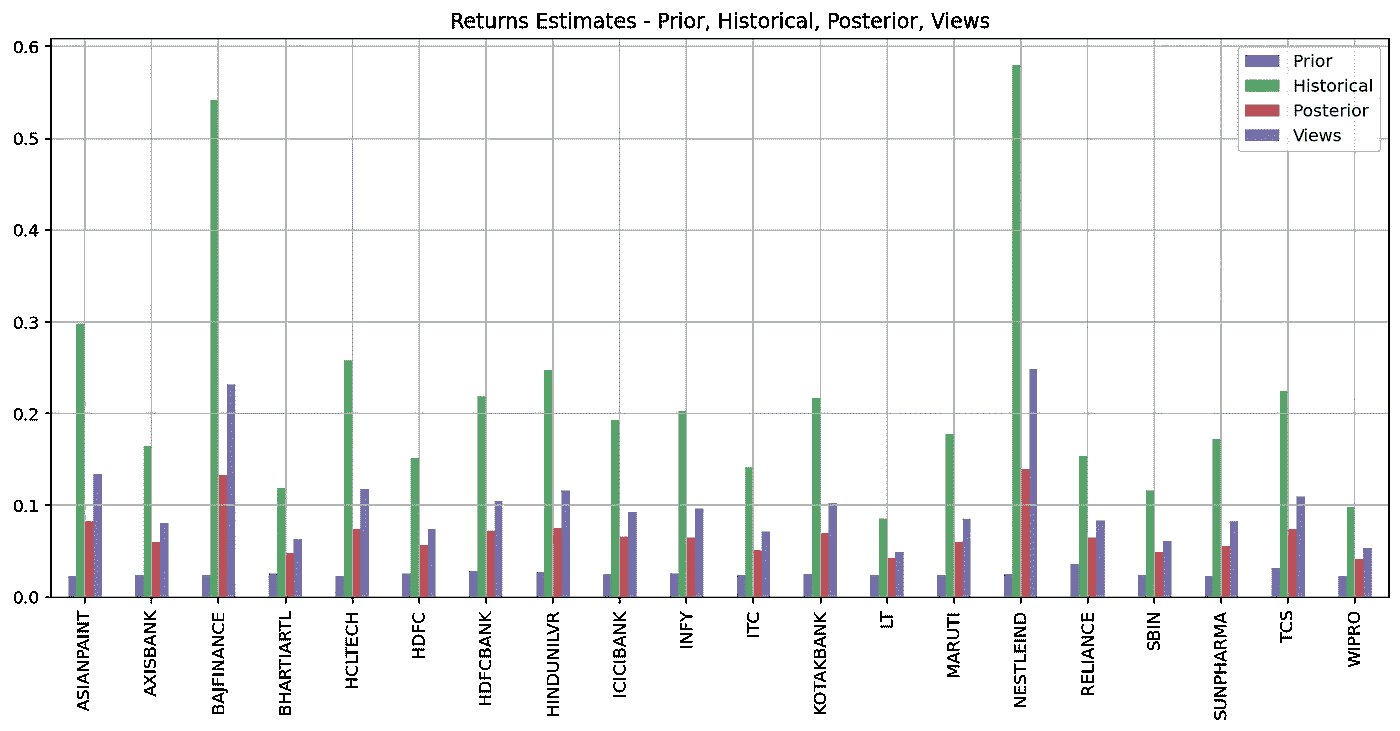 Returns Estimates - Prior, Historical, Posterior, Views
Prior
Historical
Posterior
Views
0.6
0.5
0.4
0.3
0.2
0.1
0.0
ASIANPAINT
AXISBANK
BAJFINANCE
BHARTIARTL
HCLTECH
HDFC
HDFCBANK
HINDUNILVR
ICICIBANK
INFY
ITC
KOTAKBANK
LT
MARUTI
NESTLEIND
RELIANCE
SBIN
SUNPHARMA
TCS
WIPRO